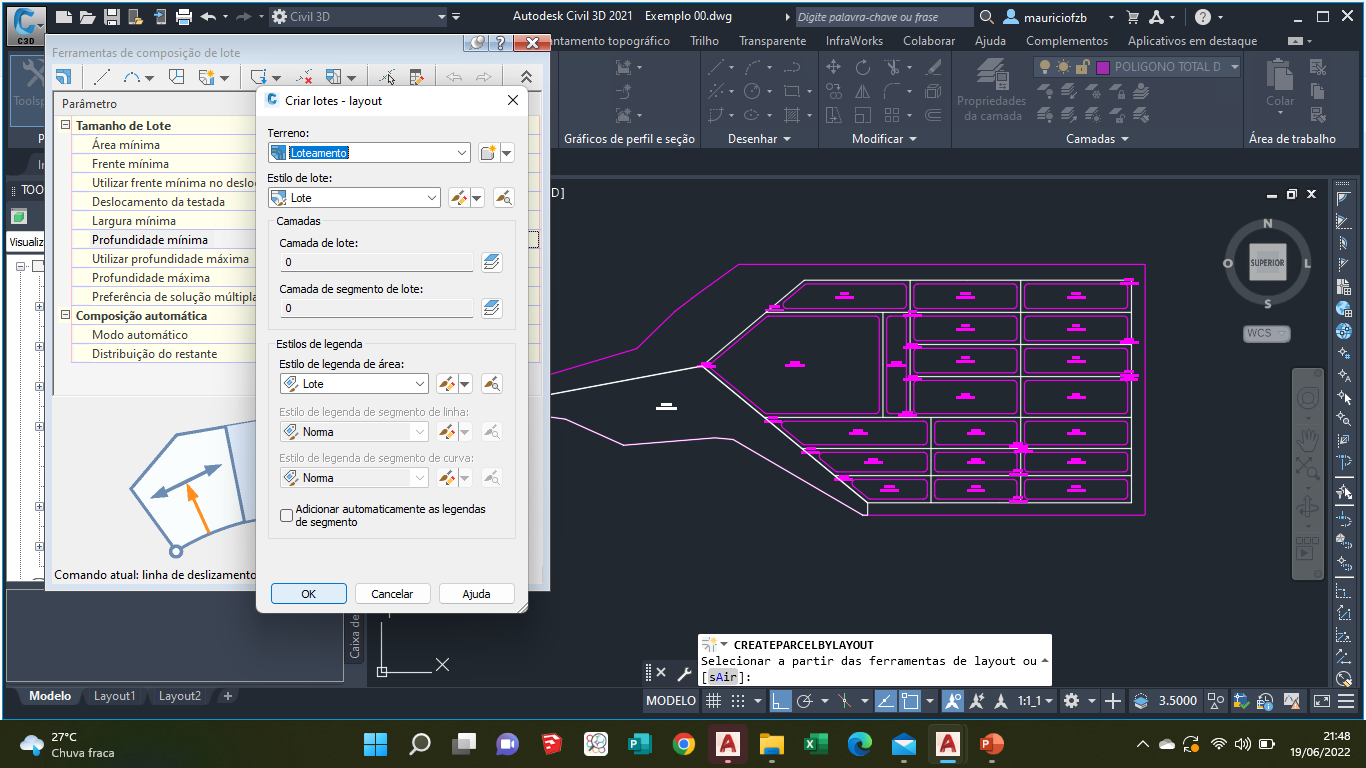 Civil 3D
Autodesk Civil 3D 2021 Exemplo 00.dwg
Digite palavra-chave ou frase
mauriciofzb
C3D
Ferramentas de composição de lote
antamento topográfico Trilho Transparente InfraWorks Colaborar Ajuda Complementos Aplicativos em destaque
Toolsp
Parâmetro
Tamanho de Lote
Área mínima
Frente mínima
Utilizar frente mínima no deslo
Deslocamento da testada
Largura mínima
Profundidade mínima
Utilizar profundidade máxima
Profundidade máxima
Preferência de solução múltipla
Composição automática
Modo automático
Distribuição do restante
Comando atual: linha de deslizamento
Criar lotes - layout
Terreno:
Loteamento
Estilo de lote:
Lote
Camadas
Camada de lote:
0
Camada de segmento de lote:
0
Estilos de legenda
Estilo de legenda de área:
Lote
Estilo de legenda de segmento de linha:
Norma
Estilo de legenda de segmento de curva:
Norma
Adicionar automaticamente as legendas
de segmento
OK Cancelar Ajuda
POLIGONO TOTAL D
Propriedades
da camada
Colar
Gráficos de perfil e seção Desenhar Modificar Camadas Área de trabalho
TOO
Visualiz
D]
N
O SUPERIOR L
S
WCS
Caixa de
X
CREATEPARCELBYLAYOUT
Selecionar a partir das ferramentas de layout ou
[sAir]:
Modelo Layout1 Layout2 +
MODELO 1:1_1 3.5000
27°C
Chuva fraca
21:48
19/06/2022